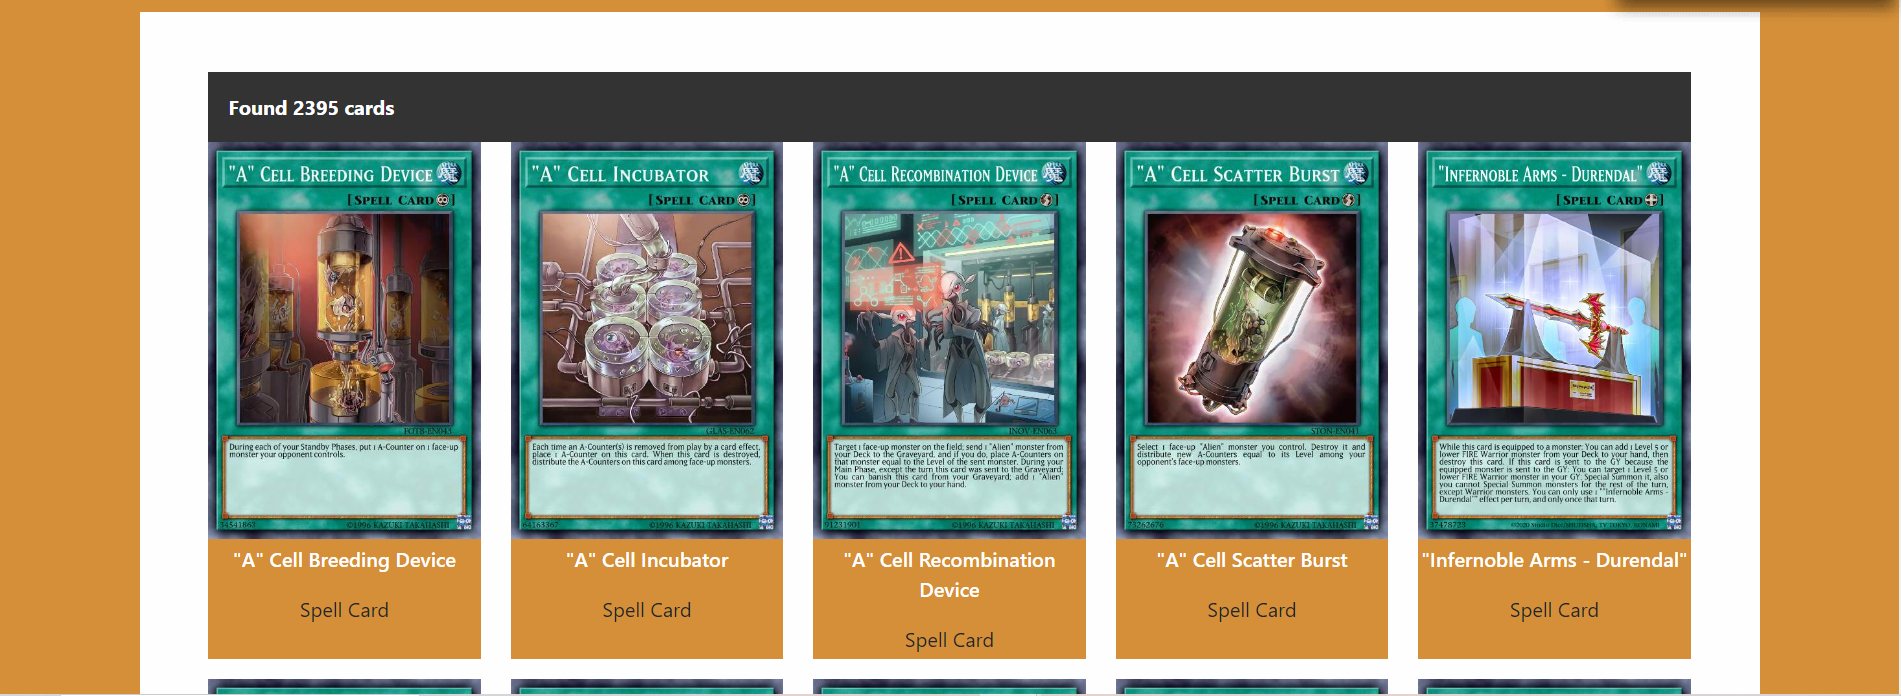 Found 2395 cards
"A" CELL BREEDING DEVICE 魔
[SPELL CARD]
FOTB-EN043
During each of your Standby Phases, put 1 A-Counter on 1 face-up
monster your opponent controls.
34541863
©1996 KAZUKI TAKAHASHI
"A" Cell Breeding Device
Spell Card
"A" CELL INCUBATOR 魔
[SPELL CARD]
GLAS-EN062
Each time an A-Counter(s) is removed from play by a card effect,
place 1 A-Counter on this card. When this card is destroyed,
distribute the A-Counters on this card among face-up monsters.
64163367
©1996 KAZUKI TAKAHASHI
"A" Cell Incubator
Spell Card
"A" CELL RECOMBINATION DEVICE 魔
[SPELL CARD]
INOV-EN063
Target 1 face-up monster on the field; send 1 "Alien" monster from
your Deck to the Graveyard, and if you do, place A-Counters on
that monster equal to the Level of the sent monster. During your
Main Phase, except the turn this card was sent to the Graveyard:
You can banish this card from your Graveyard; add 1 "Alien"
monster from your Deck to your hand.
91231901
©1996 KAZUKI TAKAHASHI
"A" Cell Recombination
Device
Spell Card
"A" CELL SCATTER BURST 魔
[SPELL CARD]
STON-EN041
Select 1 face-up "Alien" monster you control. Destroy it and
distribute new A-Counters equal to its Level among your
opponent's face-up monsters.
73262676
©1996 KAZUKI TAKAHASHI
"A" Cell Scatter Burst
Spell Card
"INFERNOBLE ARMS - DURENDAL" 魔
[SPELL CARD]
While this card is equipped to a monster: You can add 1 Level 5 or
lower FIRE Warrior monster from your Deck to your hand, then
destroy this card. If this card is sent to the GY because the
equipped monster is sent to the GY: You can target 1 Level 5 or
lower FIRE Warrior monster in your GY; Special Summon it, also
you cannot Special Summon monsters for the rest of the turn,
except Warrior monsters. You can only use 1 ""Infernoble Arms -
Durendal"" effect per turn, and only once that turn.
37478723
©2020 Studio Dice/SHUEISHA, TV TOKYO, KONAMI
"Infernoble Arms - Durendal"
Spell Card